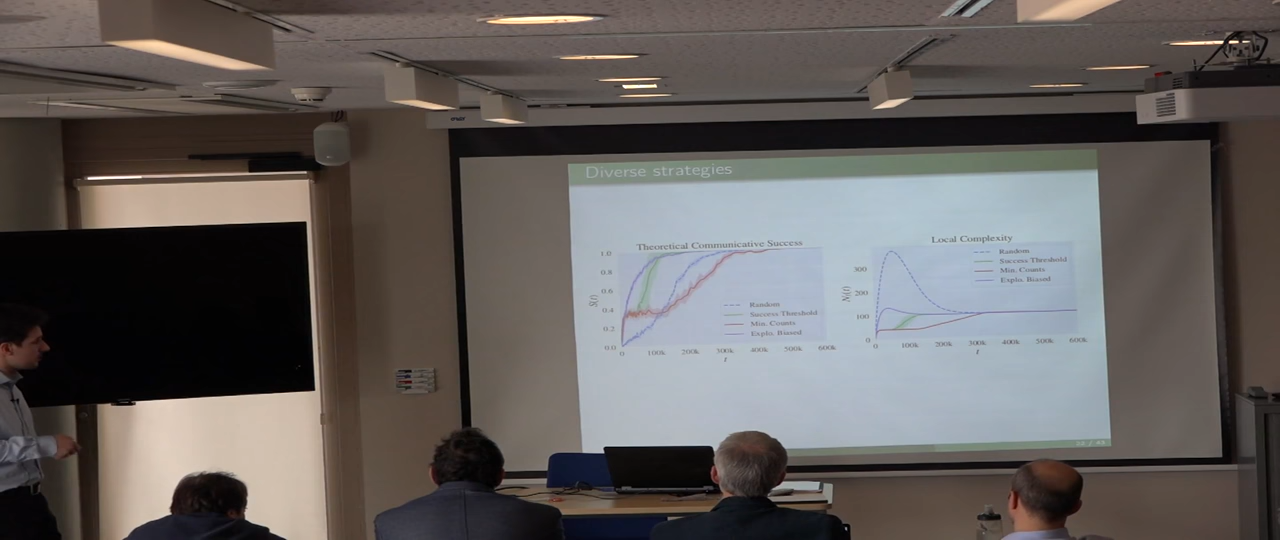 Diverse strategies
Theoretical Communicative Success
1.0
0.8
0.6
0.4
0.2
0.0
S(t)
0 100k 200k 300k 400k 500k 600k
t
Random
Success Threshold
Min. Counts
Explo. Biased
Local Complexity
300
200
100
0
0 100k 200k 300k 400k 500k 600k
t
Random
Success Threshold
Min. Counts
Explo. Biased